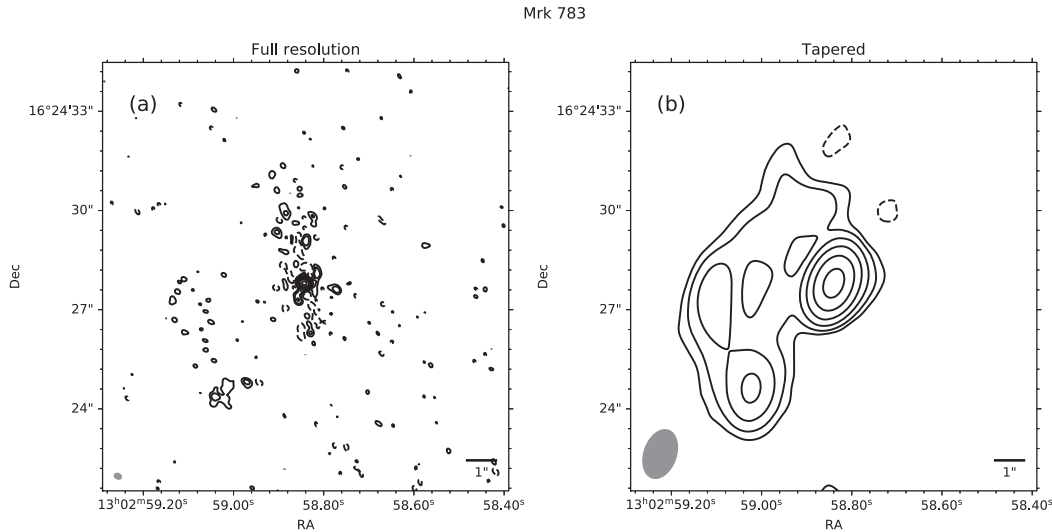 Mrk 783
Full resolution
Tapered
(a)
(b)
16°24'33"
30"
27"
24"
Dec
1"
13ʰ02ᵐ59.20ˢ
59.00ˢ
58.80ˢ
58.60ˢ
58.40ˢ
RA
16°24'33"
30"
27"
24"
Dec
1"
13ʰ02ᵐ59.20ˢ
59.00ˢ
58.80ˢ
58.60ˢ
58.40ˢ
RA